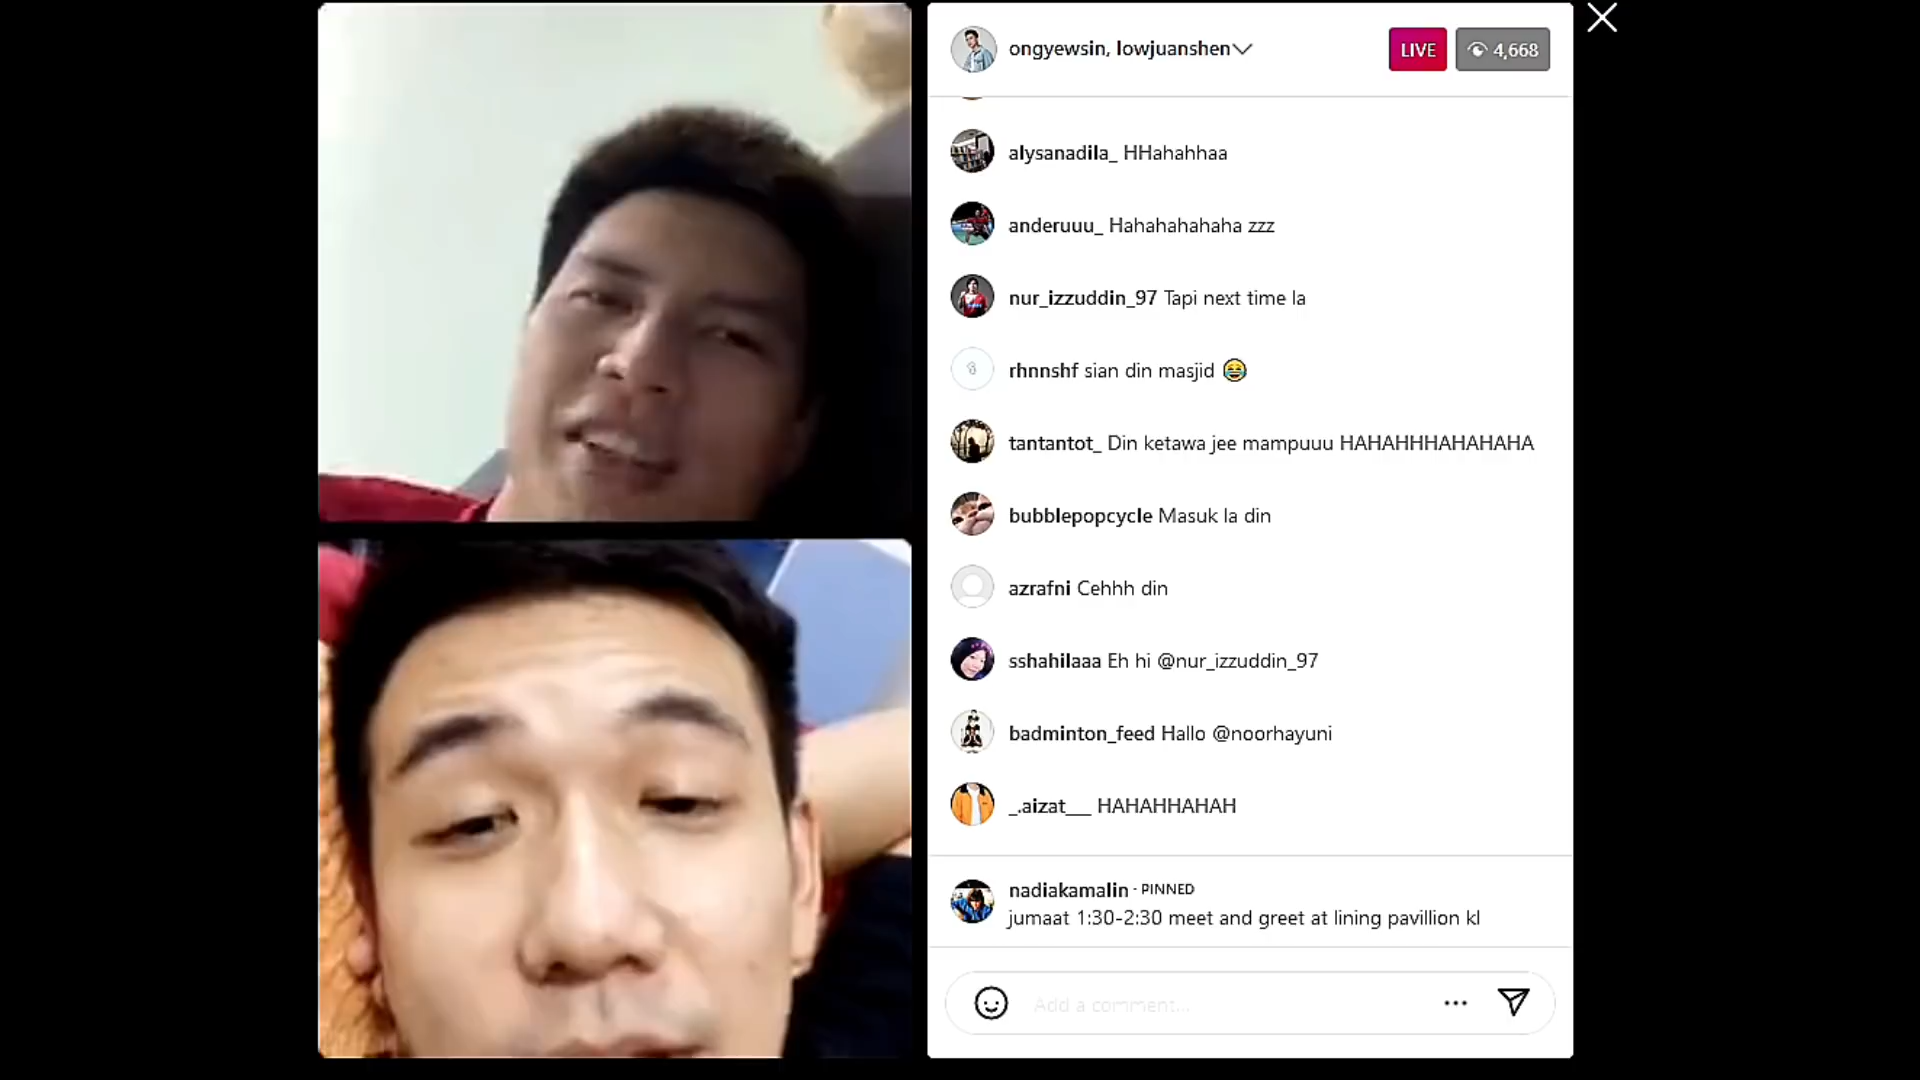 ongyewsin, lowjuanshen
LIVE
4,668
alysanadila_ HHahahhaa
anderuuu_ Hahahahahaha zzz
nur_izzuddin_97 Tapi next time la
rhnnshf sian din masjid 😂
tantantot_ Din ketawa jee mampuuu HAHAHHHAHAHAHA
bubblepopcycle Masuk la din
azrafni Cehhh din
sshahilaaa Eh hi @nur_izzuddin_97
badminton_feed Hallo @noorhayuni
_.aizat___ HAHAHHAHAH
nadiakamalin · PINNED
jumaat 1:30-2:30 meet and greet at lining pavillion kl
Add a comment...